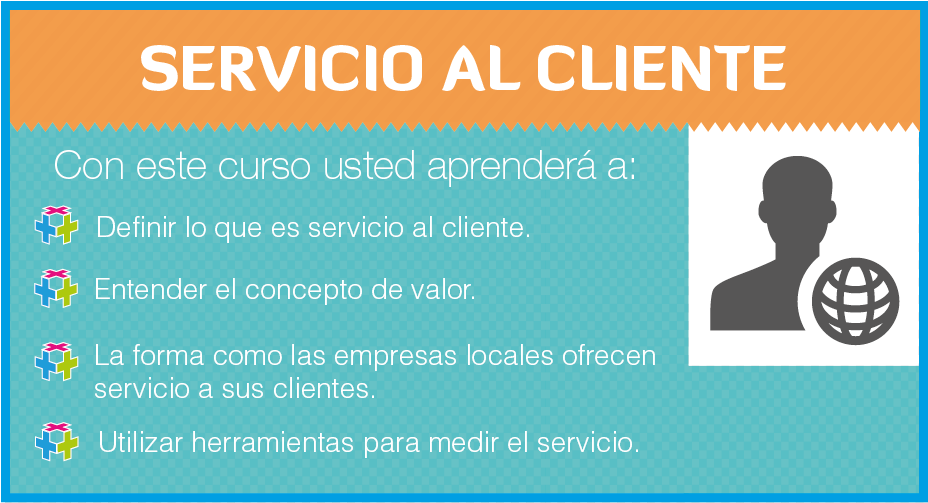 SERVICIO AL CLIENTE
Con este curso usted aprenderá a:
Definir lo que es servicio al cliente.
Entender el concepto de valor.
La forma como las empresas locales ofrecen
servicio a sus clientes.
Utilizar herramientas para medir el servicio.